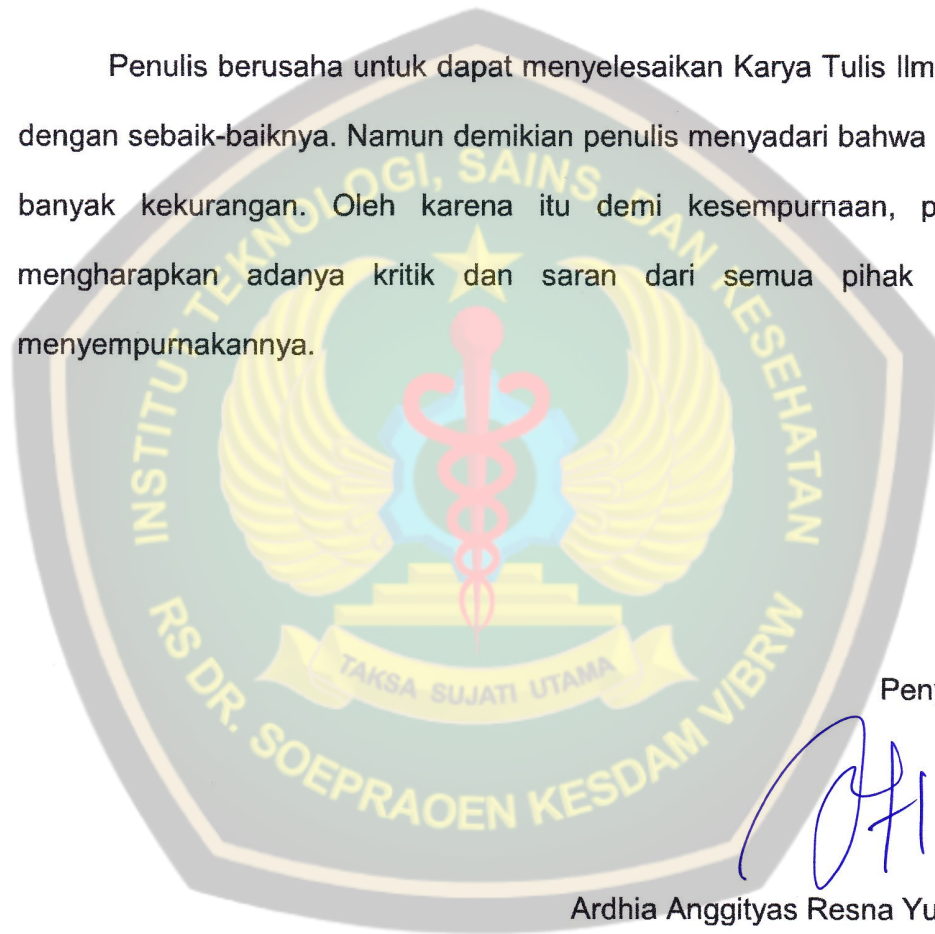 Penulis berusaha untuk dapat menyelesaikan Karya Tulis Ilm
dengan sebaik-baiknya. Namun demikian penulis menyadari bahwa
banyak kekurangan. Oleh karena itu demi kesempurnaan, p
mengharapkan adanya kritik dan saran dari semua pihak
menyempurnakannya.
INSTITUT TEKNOLOGI, SAINS, DAN KESEHATAN
TAKSA SUJATI UTAMA
RS DR. SOEPRAOEN KESDAM V/BRW
Pen
Ardhia Anggityas Resna Yu